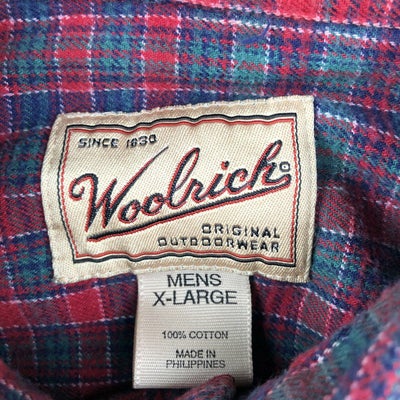 SINCE 1830
Woolrich
ORIGINAL
OUTDOORWEAR
MENS
X-LARGE
100% COTTON
MADE IN
PHILIPPINES